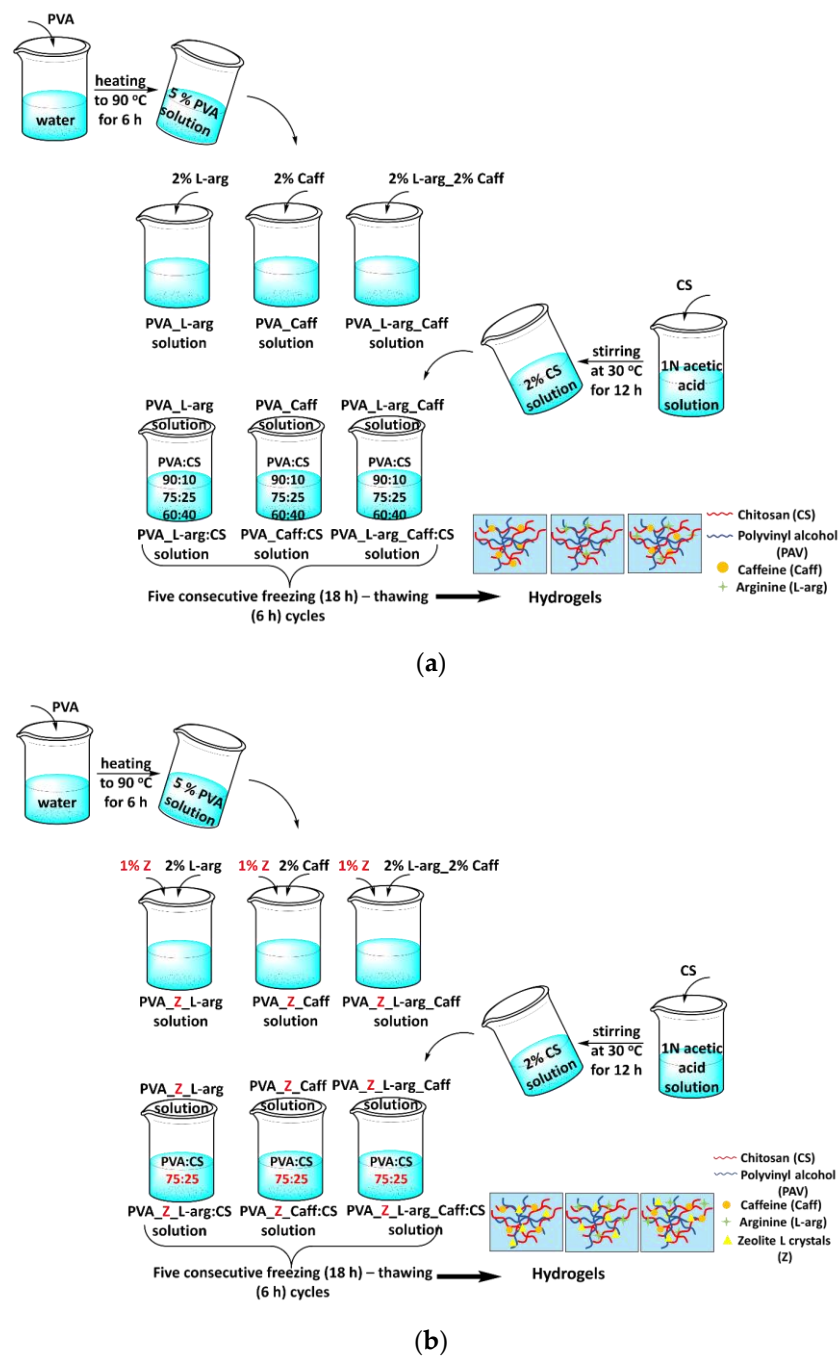 PVA
heating
to 90 °C
for 6 h
water
5 % PVA
solution
2% L-arg
2% Caff
2% L-arg_2% Caff
PVA_L-arg
solution
PVA_Caff
solution
PVA_L-arg_Caff
solution
CS
1N acetic
acid
solution
stirring
at 30 °C
for 12 h
2% CS
solution
PVA_L-arg
solution
PVA:CS
90:10
75:25
60:40
PVA_L-arg:CS
solution
PVA_Caff
solution
PVA:CS
90:10
75:25
60:40
PVA_Caff:CS
solution
PVA_L-arg_Caff
solution
PVA:CS
90:10
75:25
60:40
PVA_L-arg_Caff:CS
solution
Five consecutive freezing (18 h) – thawing
(6 h) cycles
Hydrogels
Chitosan (CS)
Polyvinyl alcohol
(PAV)
Caffeine (Caff)
Arginine (L-arg)
(a)
PVA
heating
to 90 °C
for 6 h
water
5 % PVA
solution
1% Z 2% L-arg
1% Z 2% Caff
1% Z 2% L-arg_2% Caff
PVA_Z_L-arg
solution
PVA_Z_Caff
solution
PVA_Z_L-arg_Caff
solution
CS
1N acetic
acid
solution
stirring
at 30 °C
for 12 h
2% CS
solution
PVA_Z_L-arg
solution
PVA:CS
75:25
PVA_Z_L-arg:CS
solution
PVA_Z_Caff
solution
PVA:CS
75:25
PVA_Z_Caff:CS
solution
PVA_Z_L-arg_Caff
solution
PVA:CS
75:25
PVA_Z_L-arg_Caff:CS
solution
Five consecutive freezing (18 h) – thawing
(6 h) cycles
Hydrogels
Chitosan (CS)
Polyvinyl alcohol
(PAV)
Caffeine (Caff)
Arginine (L-arg)
Zeolite L crystals
(Z)
(b)